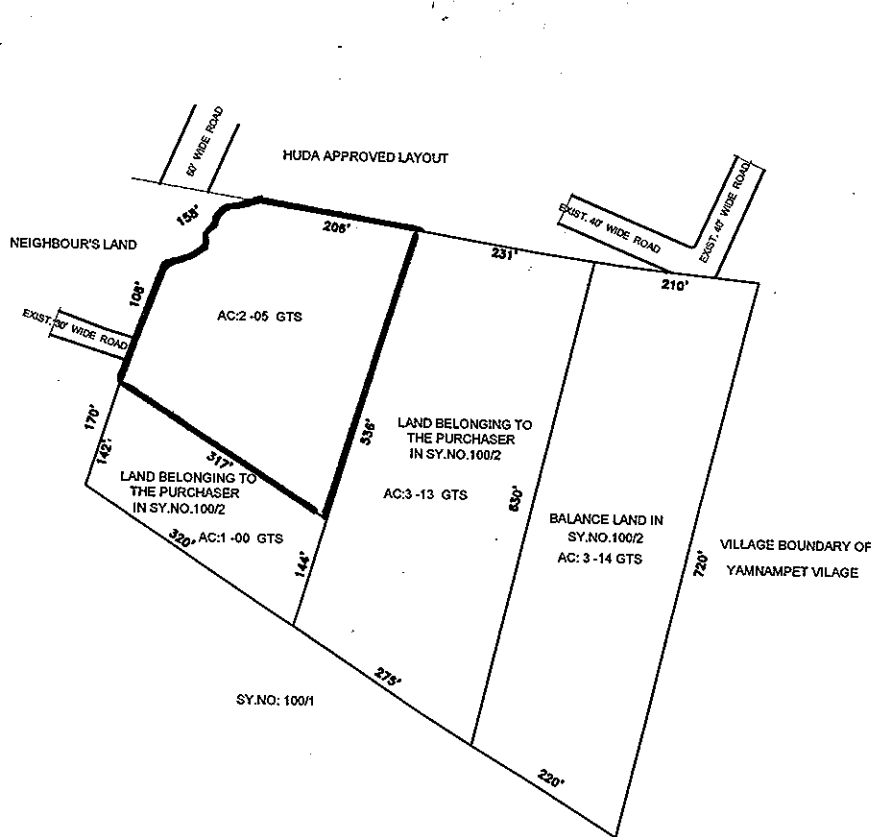 60' WIDE ROAD
HUDA APPROVED LAYOUT
EXIST. 40' WIDE ROAD
EXIST. 40' WIDE ROAD.
158'
206'
231'
210'
NEIGHBOUR'S LAND
108'
EXIST. 30' WIDE ROAD
AC:2 -05 GTS
170'
142'
317'
536'
LAND BELONGING TO
THE PURCHASER
IN SY.NO.100/2
AC:3 -13 GTS
LAND BELONGING TO
THE PURCHASER
IN SY.NO.100/2
AC:1 -00 GTS
320'
144'
630'
BALANCE LAND IN
SY.NO.100/2
AC: 3 -14 GTS
720'
VILLAGE BOUNDARY OF
YAMNAMPET VILAGE
275'
SY.NO: 100/1
220'